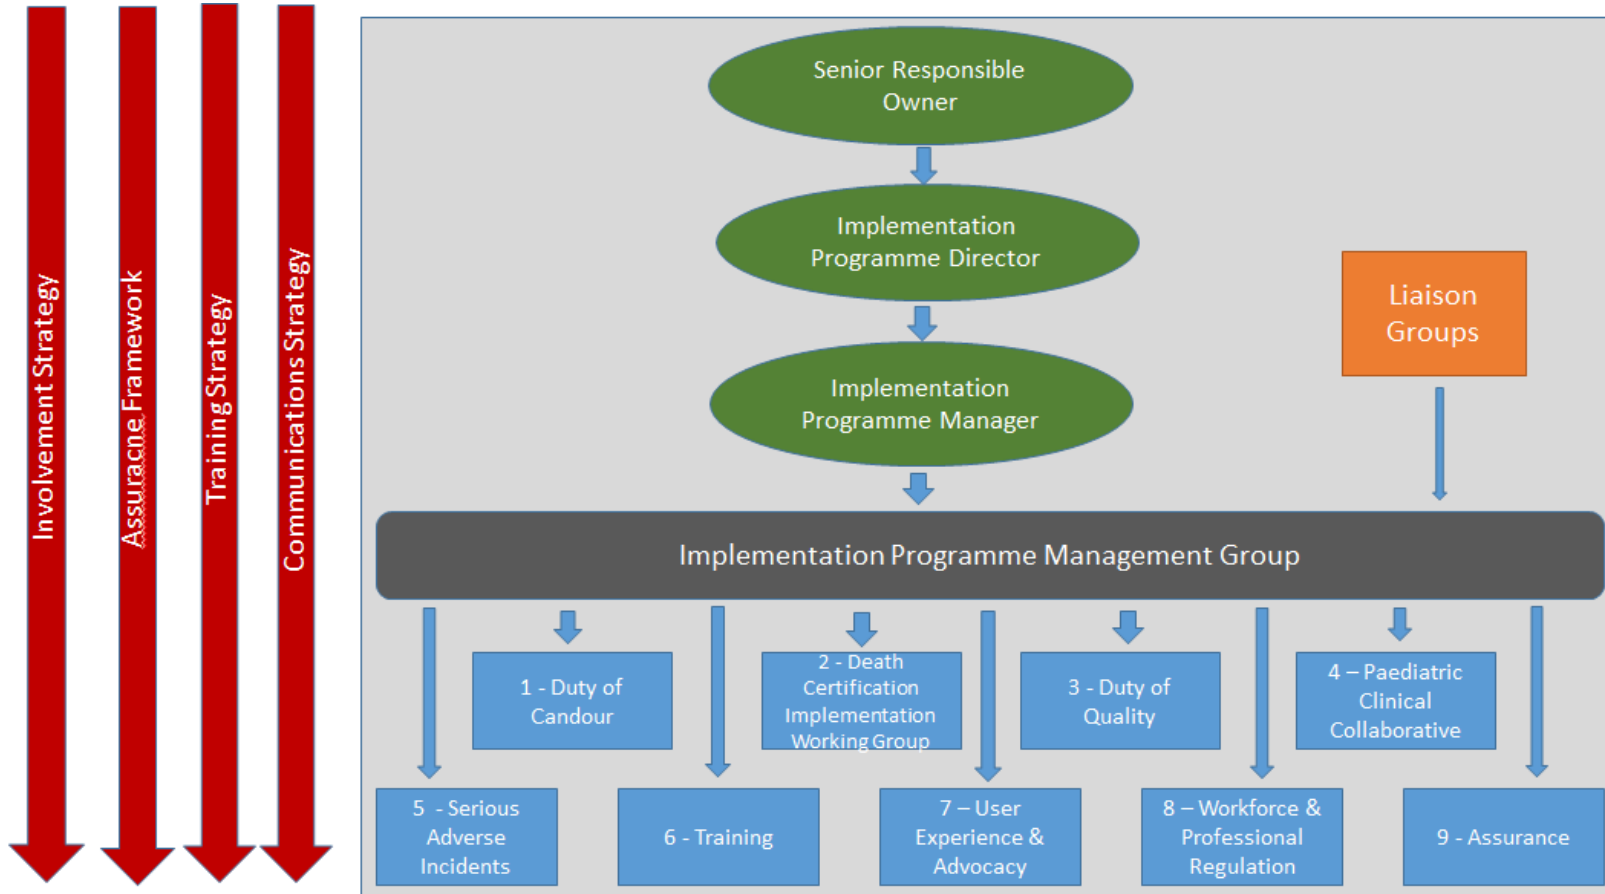 Involvement Strategy
Assuracne Framework
Training Strategy
Communications Strategy
Senior Responsible
Owner
Implementation
Programme Director
Implementation
Programme Manager
Liaison
Groups
Implementation Programme Management Group
1 - Duty of
Candour
2 - Death
Certification
Implementation
Working Group
3 - Duty of
Quality
4 – Paediatric
Clinical
Collaborative
5  - Serious
Adverse
Incidents
6 - Training
7 – User
Experience &
Advocacy
8 – Workforce &
Professional
Regulation
9 - Assurance